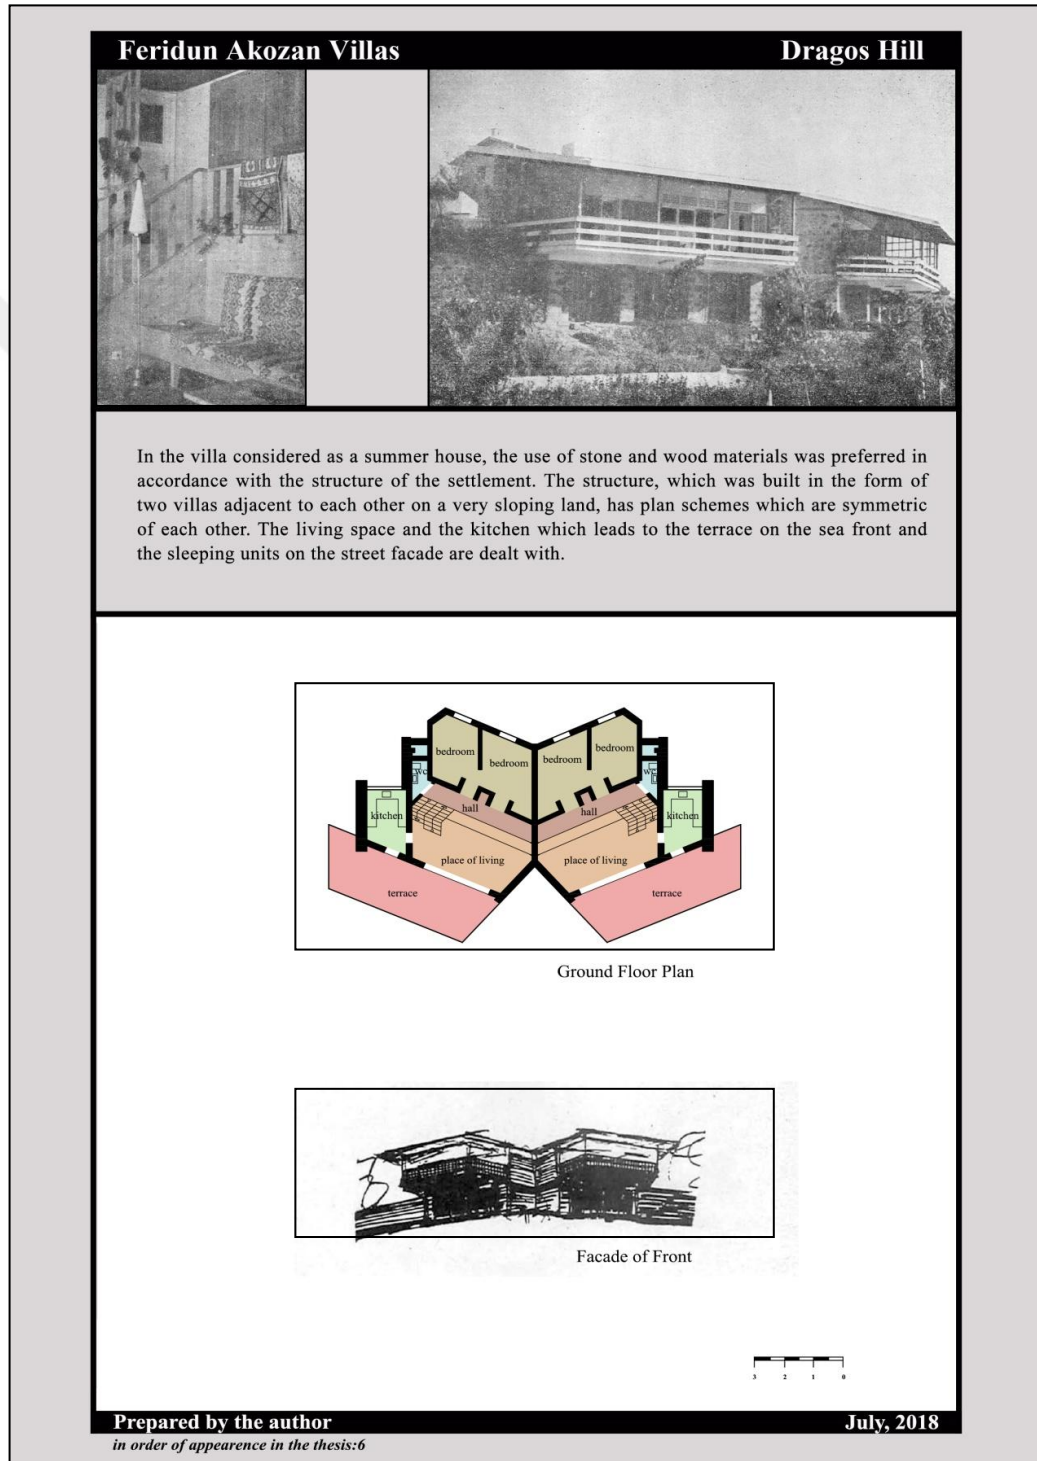 Feridun Akozan Villas
Dragos Hill
In the villa considered as a summer house, the use of stone and wood materials was preferred in
accordance with the structure of the settlement. The structure, which was built in the form of
two villas adjacent to each other on a very sloping land, has plan schemes which are symmetric
of each other. The living space and the kitchen which leads to the terrace on the sea front and
the sleeping units on the street facade are dealt with.
bedroom
bedroom
bedroom
bedroom
wc
wc
hall
hall
kitchen
kitchen
place of living
place of living
terrace
terrace
Ground Floor Plan
Facade of Front
3 2 1 0
Prepared by the author
July, 2018
in order of appearence in the thesis:6